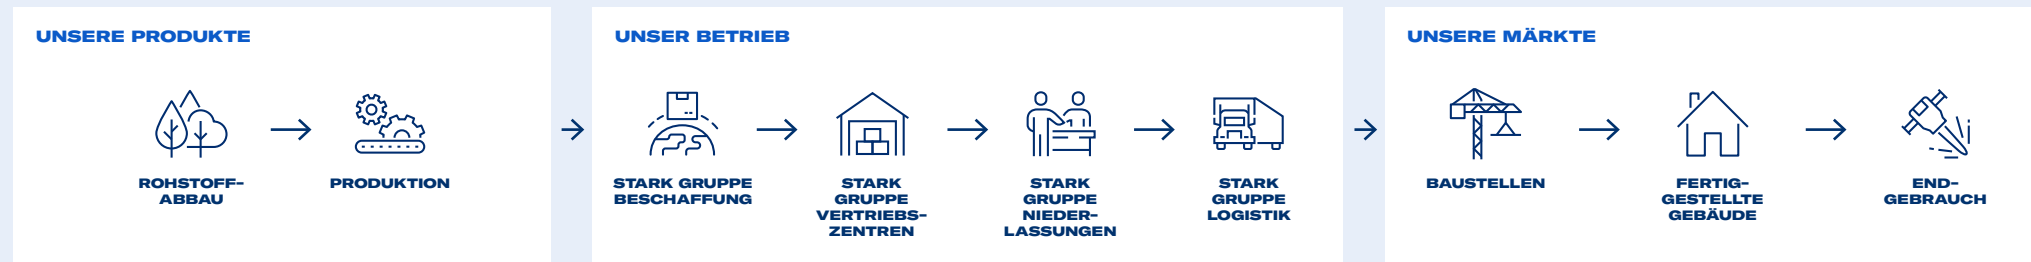 UNSERE PRODUKTE
ROHSTOFF-
ABBAU
PRODUKTION
UNSER BETRIEB
STARK GRUPPE
BESCHAFFUNG
STARK
GRUPPE
VERTRIEBS-
ZENTREN
STARK
GRUPPE
NIEDER-
LASSUNGEN
STARK
GRUPPE
LOGISTIK
UNSERE MÄRKTE
BAUSTELLEN
FERTIG-
GESTELLTE
GEBÄUDE
END-
GEBRAUCH